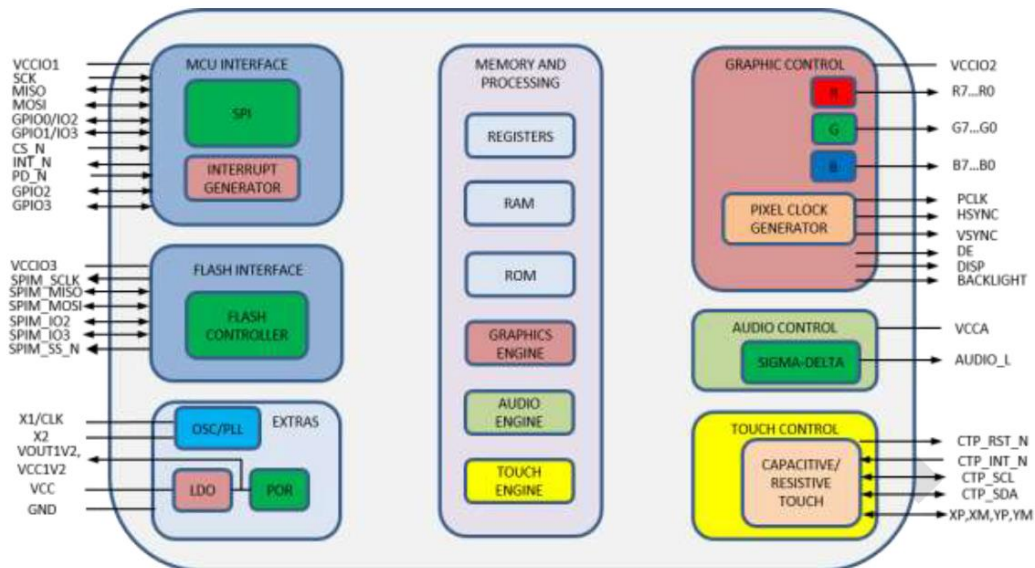 VCCIO1
SCK
MISO
MOSI
GPIO0/IO2
GPIO1/IO3
CS_N
INT_N
PD_N
GPIO2
GPIO3
MCU INTERFACE
SPI
INTERRUPT
GENERATOR
VCCIO3
SPIM_SCLK
SPIM_MISO
SPIM_MOSI
SPIM_IO2
SPIM_IO3
SPIM_SS_N
FLASH INTERFACE
FLASH
CONTROLLER
X1/CLK
X2
VOUT1V2,
VCC1V2
VCC
GND
OSC/PLL
EXTRAS
LDO
POR
MEMORY AND
PROCESSING
REGISTERS
RAM
ROM
GRAPHICS
ENGINE
AUDIO
ENGINE
TOUCH
ENGINE
GRAPHIC CONTROL
R
G
B
PIXEL CLOCK
GENERATOR
VCCIO2
R7...R0
G7...G0
B7...B0
PCLK
HSYNC
VSYNC
DE
DISP
BACKLIGHT
AUDIO CONTROL
SIGMA-DELTA
VCCA
AUDIO_L
TOUCH CONTROL
CAPACITIVE/
RESISTIVE
TOUCH
CTP_RST_N
CTP_INT_N
CTP_SCL
CTP_SDA
XP,XM,YP,YM